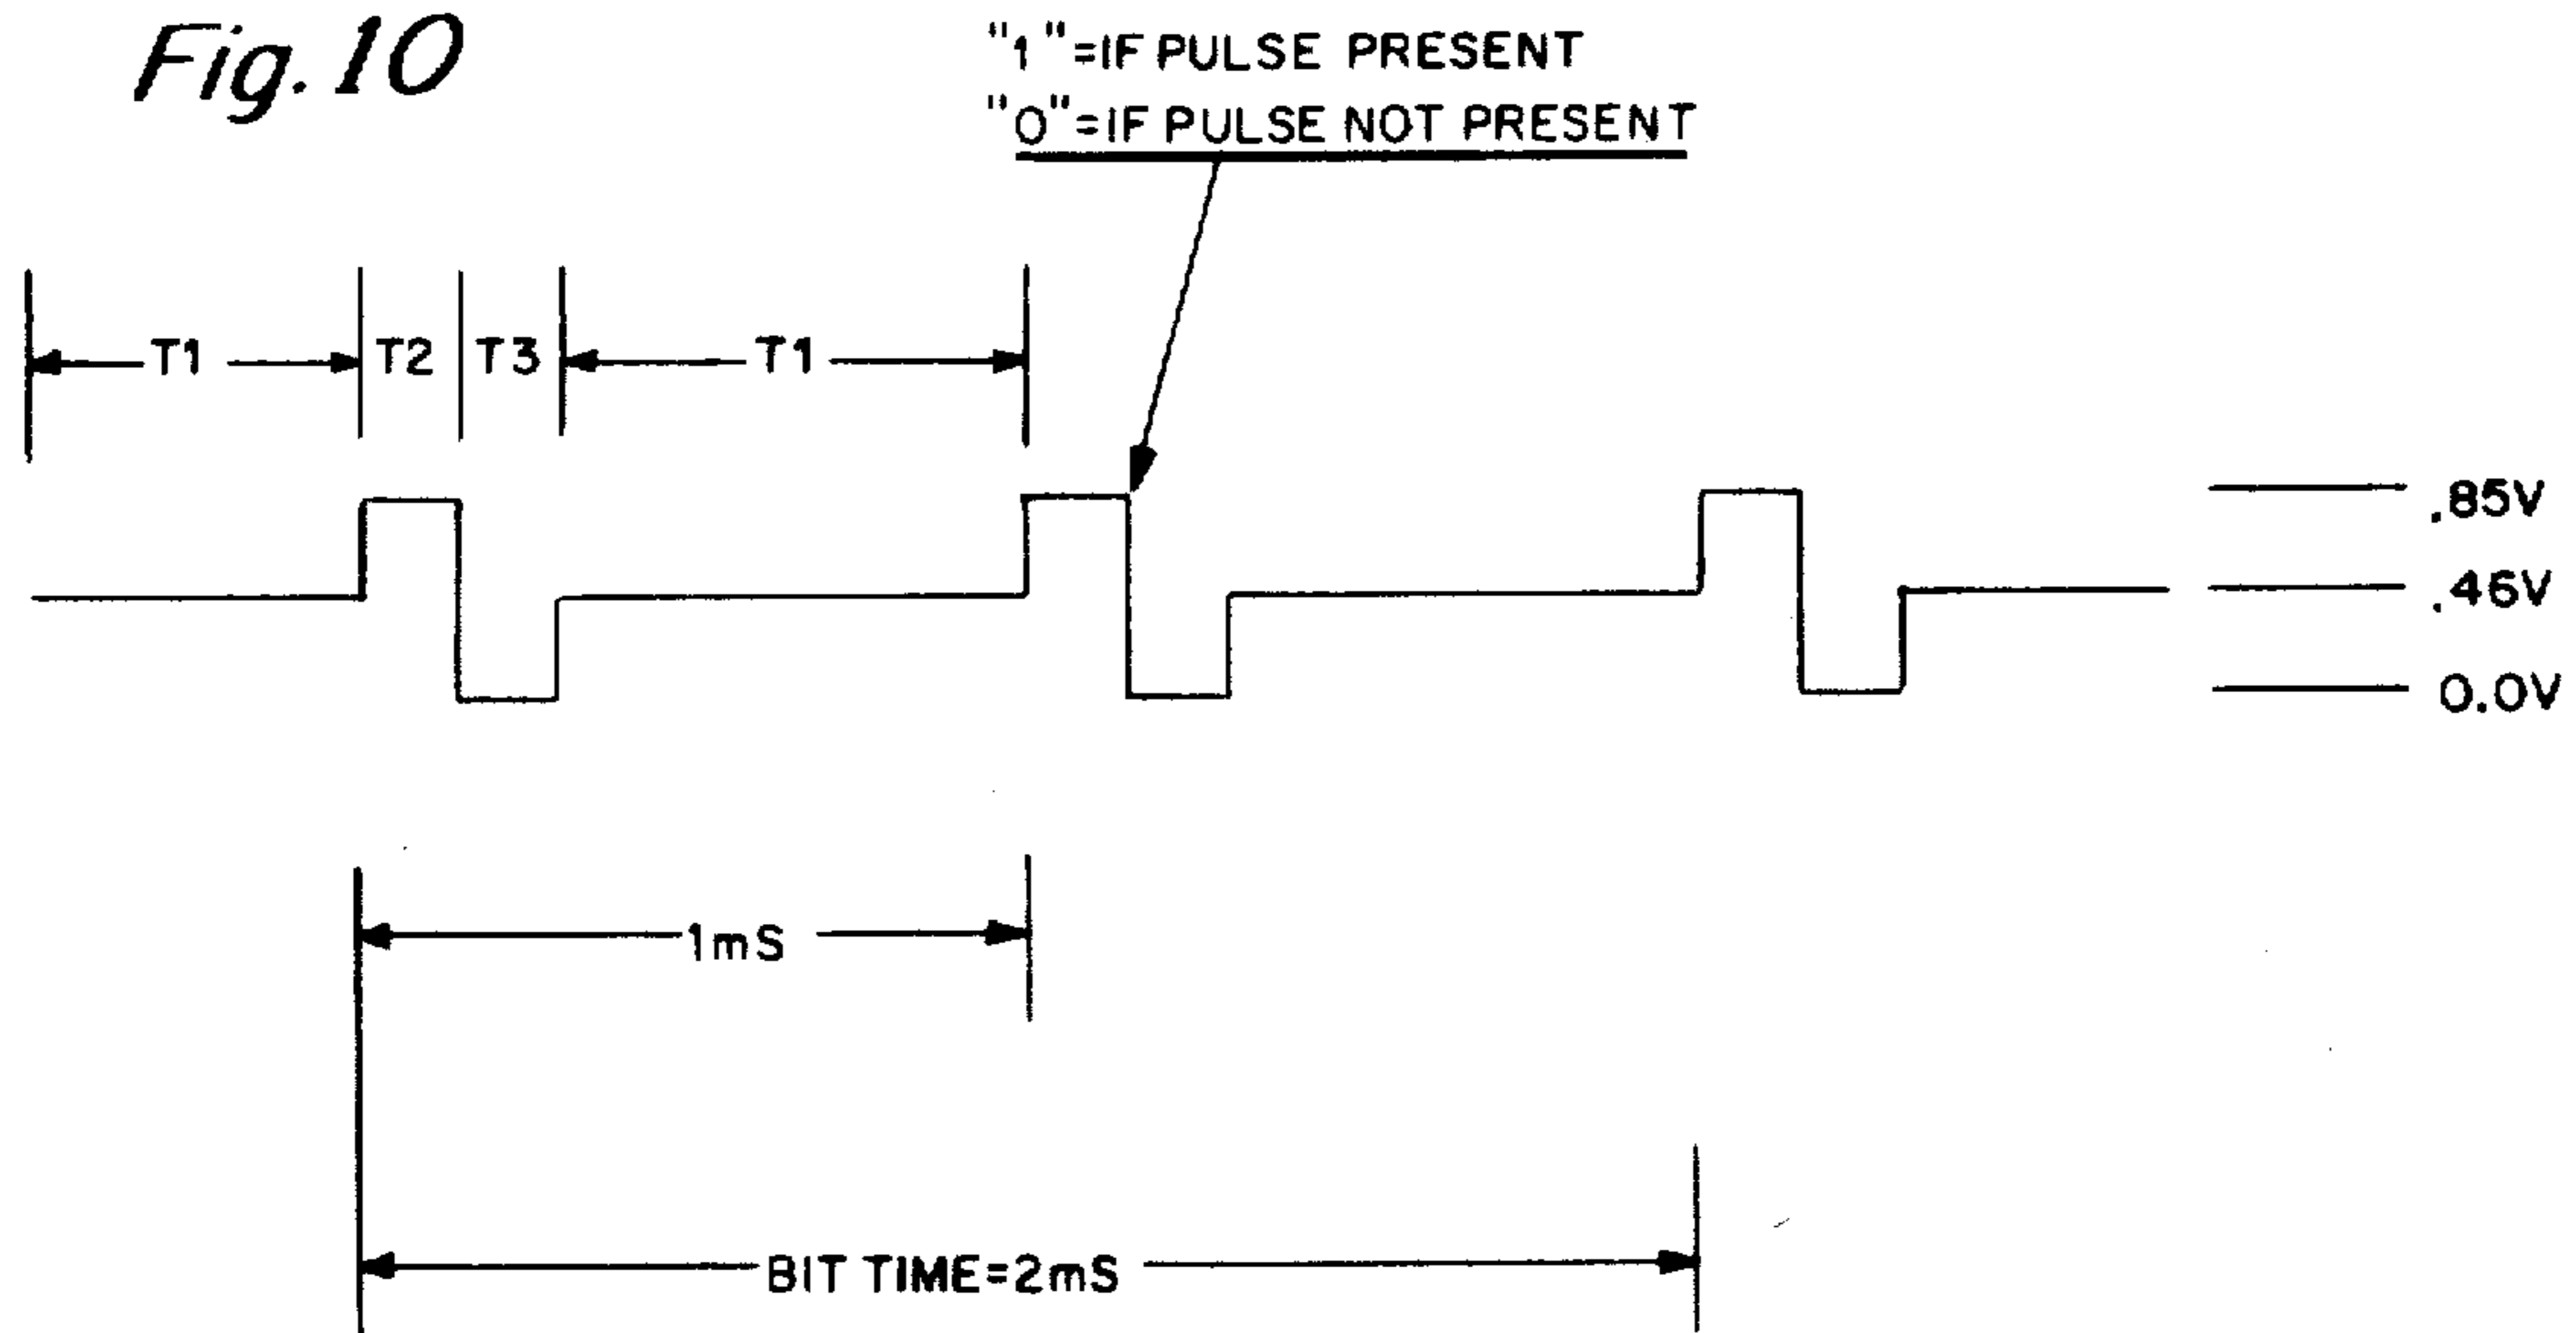 Fig. 10
"1"=IF PULSE PRESENT
"0"=IF PULSE NOT PRESENT
T1 T2 T3 T1
.85V
.46V
0.0V
1mS
BIT TIME=2mS